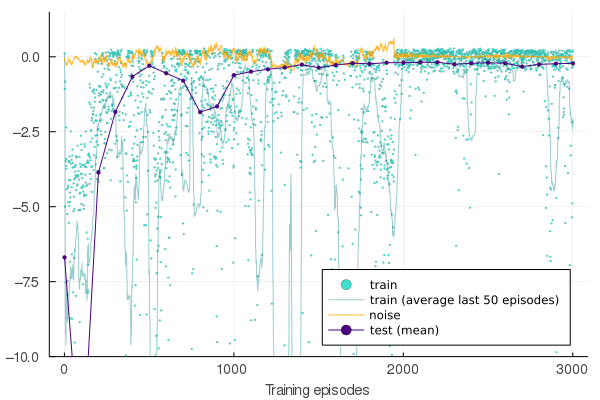 0.0
−2.5
−5.0
−7.5
−10.0
0
1000
2000
3000
Training episodes
train
train (average last 50 episodes)
noise
test (mean)